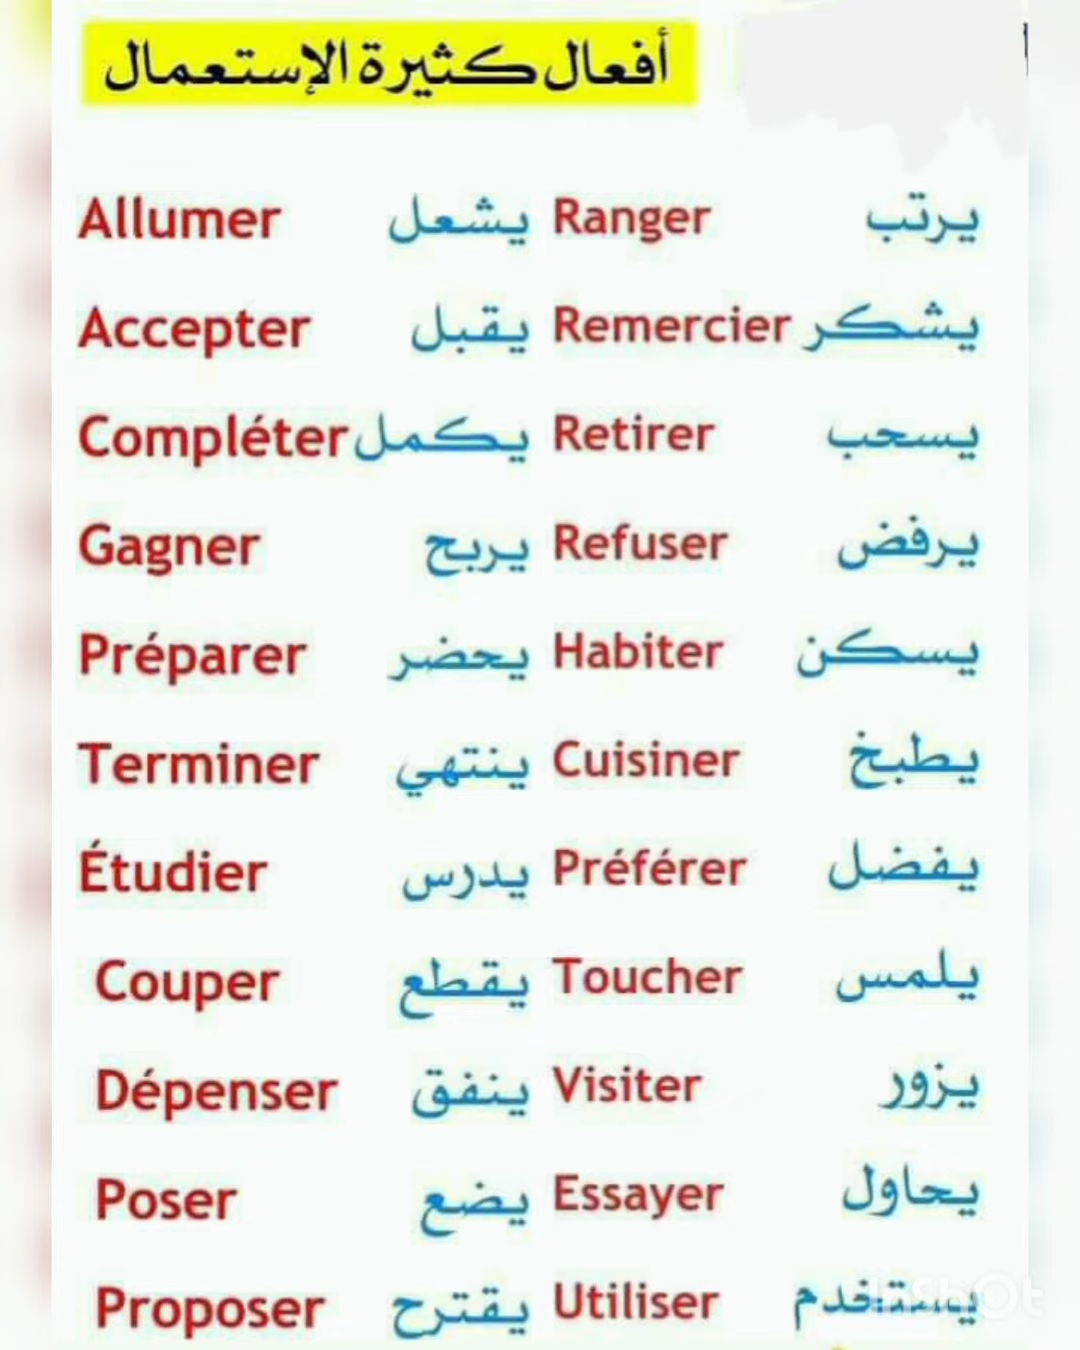 أفعال كثيرة الإستعمال
Allumer يشعل Ranger يرتب
Accepter يقبل Remercier يشكر
Compléter يكمل Retirer يسحب
Gagner يربح Refuser يرفض
Préparer يحضر Habiter يسكن
Terminer ينتهي Cuisiner يطبخ
Étudier يدرس Préférer يفضل
Couper يقطع Toucher يلمس
Dépenser ينفق Visiter يزور
Poser يضع Essayer يحاول
Proposer يقترح Utiliser يستخدم
InShOt